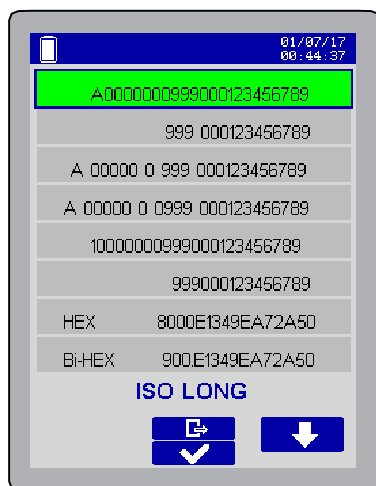 01/07/17
00:44:37
A0000000999000123456789
999 000123456789
A 00000 0 999 000123456789
A 00000 0 0999 000123456789
10000000999000123456789
999000123456789
HEX 8000E1349EA72A50
Bi-HEX 900.E1349EA72A50
ISO LONG